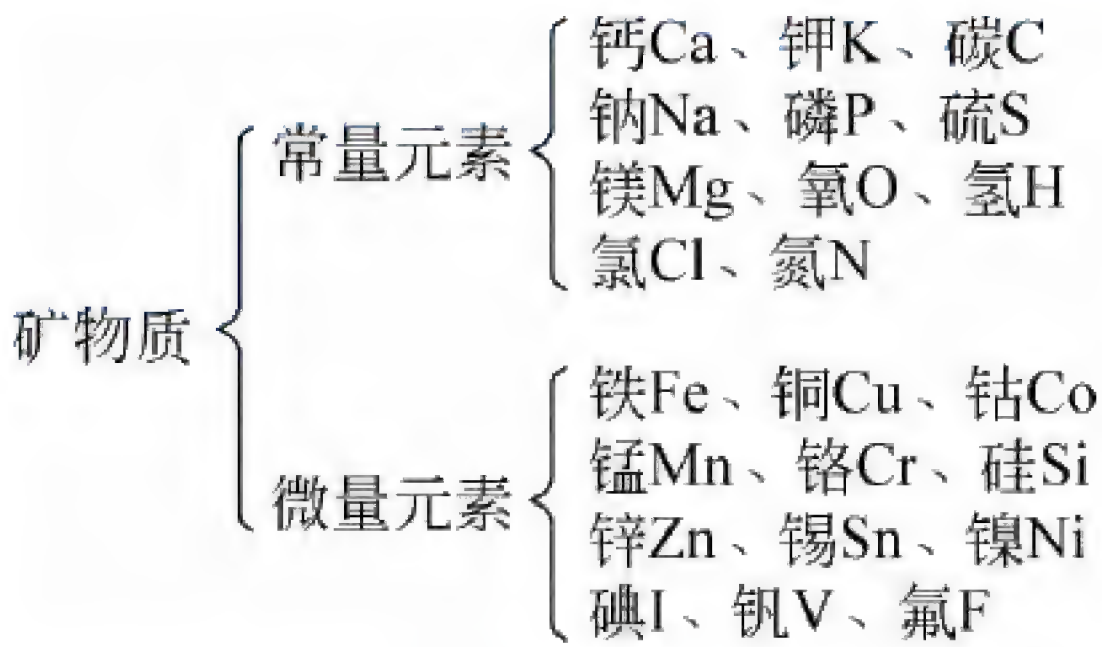 矿物质
常量元素
钙Ca、钾K、碳C
钠Na、磷P、硫S
镁Mg、氧O、氢H
氯Cl、氮N
微量元素
铁Fe、铜Cu、钴Co
锰Mn、铬Cr、硅Si
锌Zn、锡Sn、镍Ni
碘I、钒V、氟F